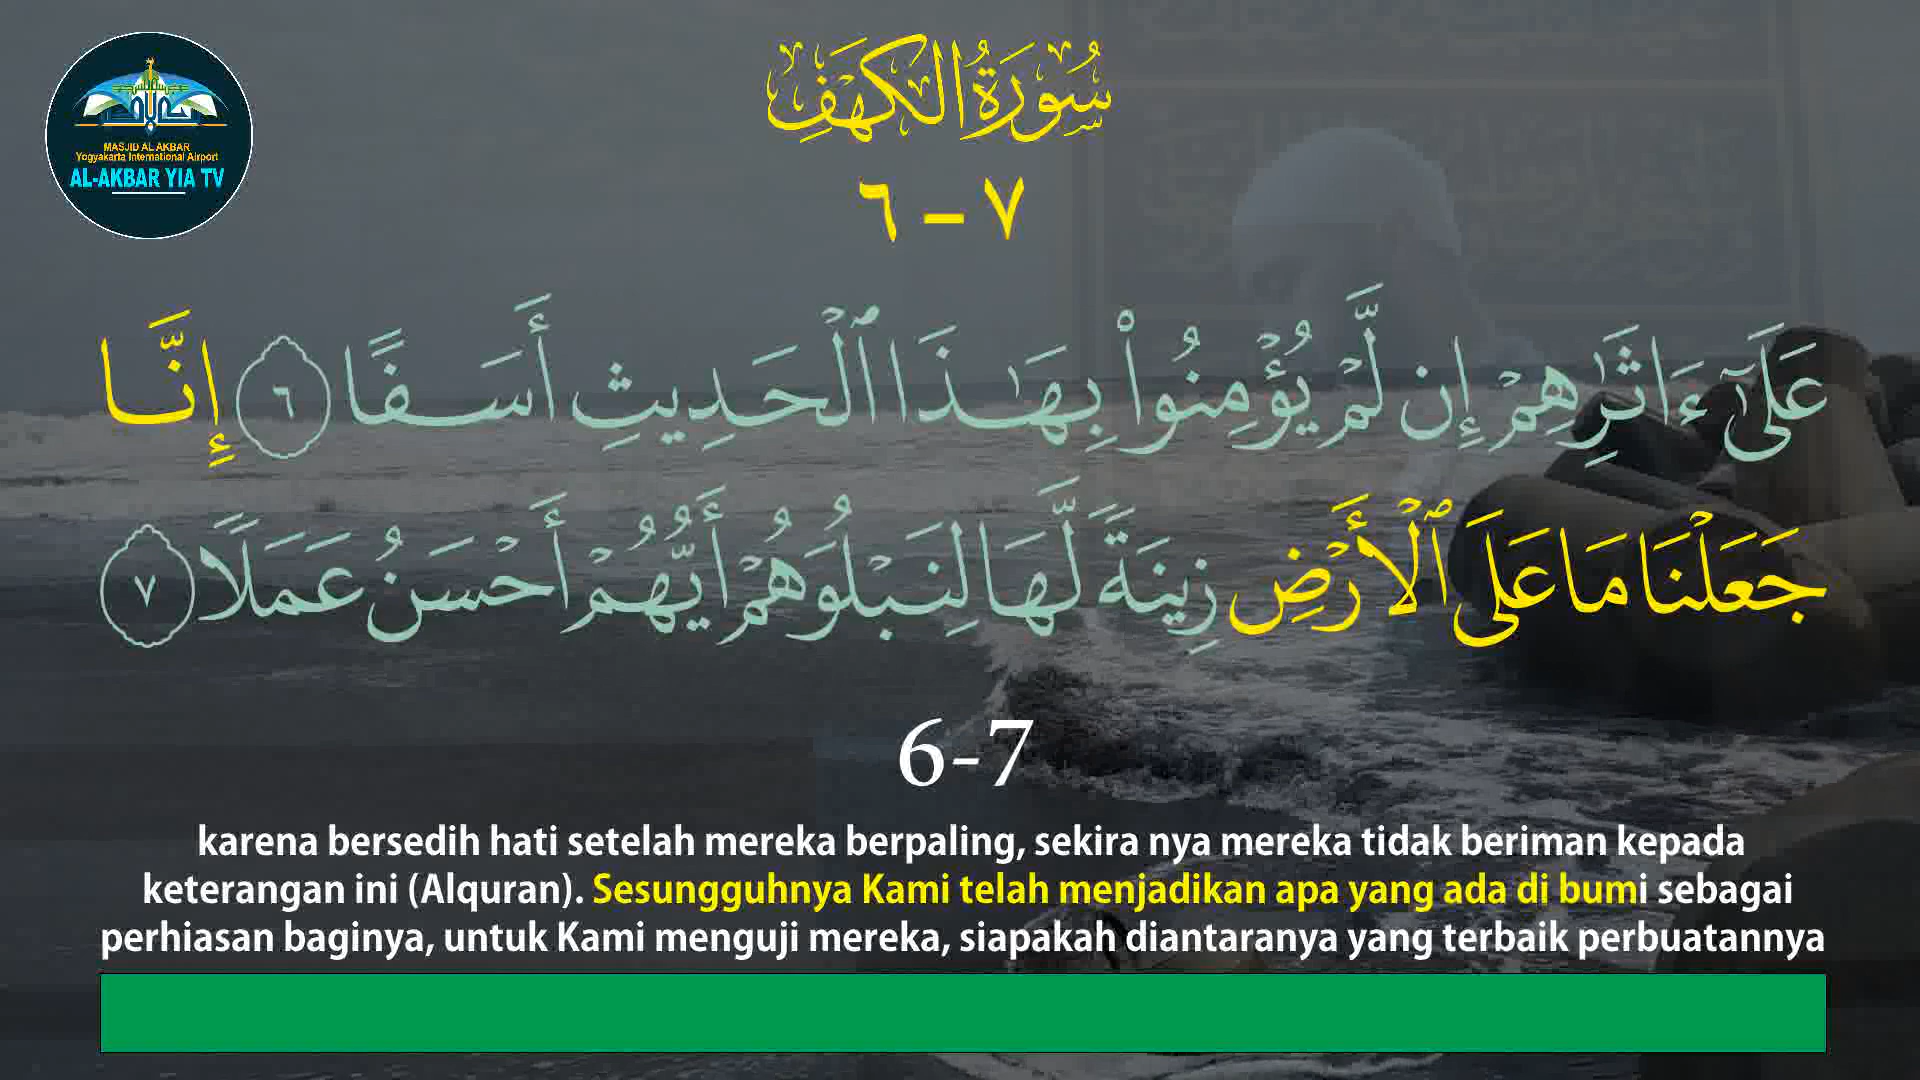 MASJID AL AKBAR
Yogyakarta International Airport
AL-AKBAR YIA TV
سُورَةُ الكَهْفِ
٦ - ٧
عَلَىٰٓ ءَاثَٰرِهِمْ إِن لَّمْ يُؤْمِنُوا۟ بِهَٰذَا ٱلْحَدِيثِ أَسَفًا ٦ إِنَّا
جَعَلْنَا مَا عَلَى ٱلْأَرْضِ زِينَةً لَّهَا لِنَبْلُوَهُمْ أَيُّهُمْ أَحْسَنُ عَمَلًا ٧
6-7
karena bersedih hati setelah mereka berpaling, sekira nya mereka tidak beriman kepada
keterangan ini (Alquran). Sesungguhnya Kami telah menjadikan apa yang ada di bumi sebagai
perhiasan baginya, untuk Kami menguji mereka, siapakah diantaranya yang terbaik perbuatannya